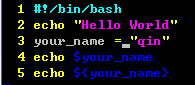 1 #!/bin/bash
2 echo "Hello World"
3 your_name = "qin"
4 echo $your_name
5 echo ${your_name}